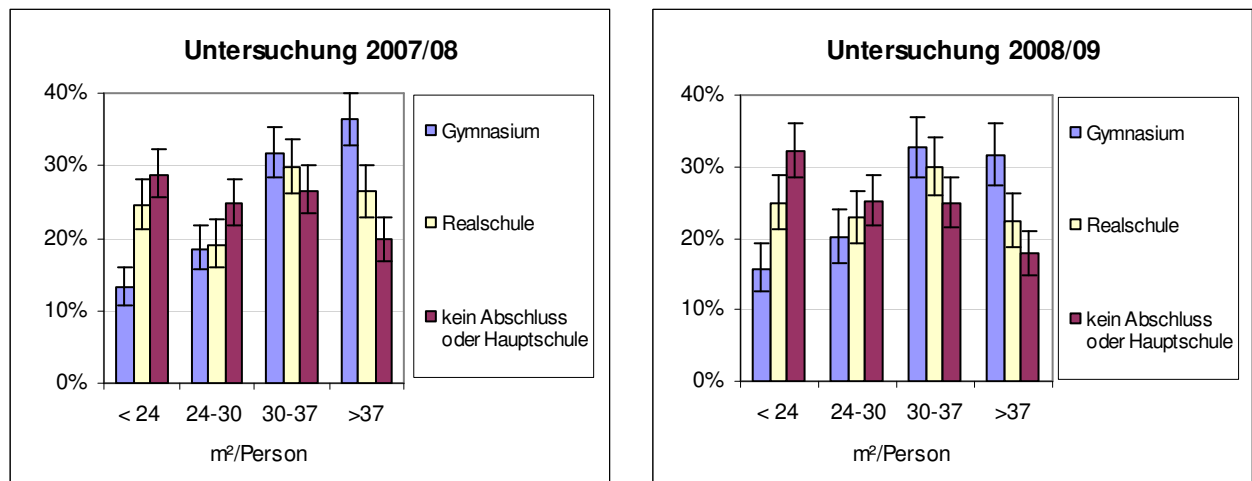 Untersuchung 2007/08
40%
30%
20%
10%
0%
< 24 24-30 30-37 >37
m²/Person
Gymnasium
Realschule
kein Abschluss
oder Hauptschule
Untersuchung 2008/09
40%
30%
20%
10%
0%
< 24 24-30 30-37 >37
m²/Person
Gymnasium
Realschule
kein Abschluss
oder Hauptschule